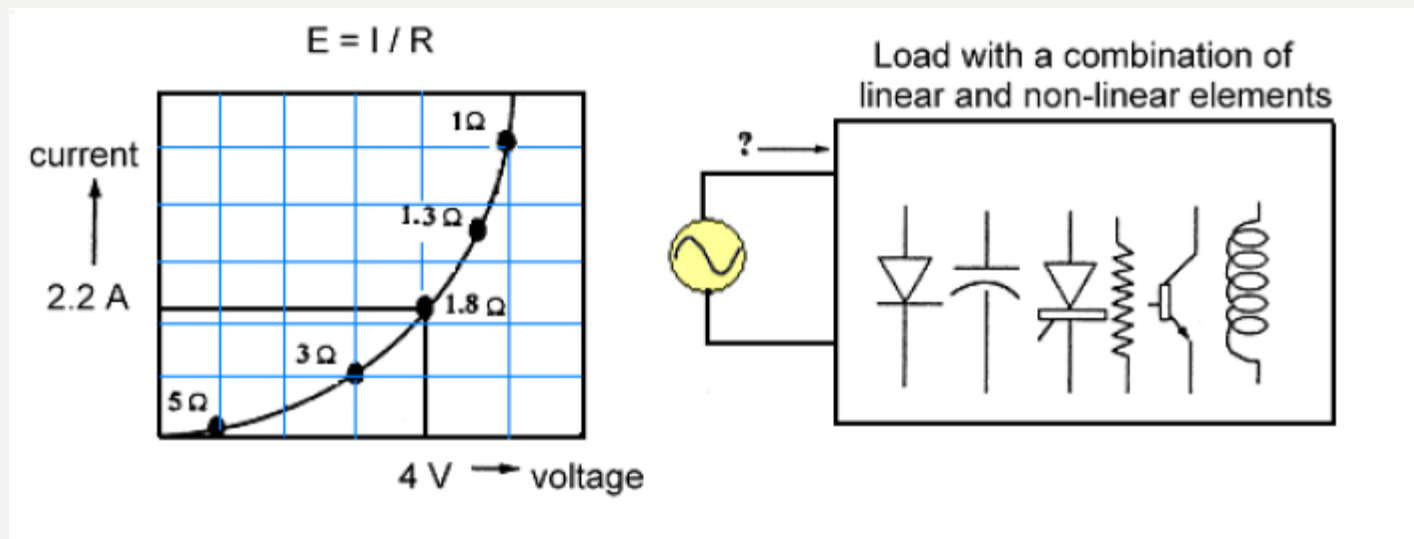 E = I / R
current
2.2 A
1Ω
1.3 Ω
1.8 Ω
3 Ω
5 Ω
4 V
voltage
Load with a combination of
linear and non-linear elements
?